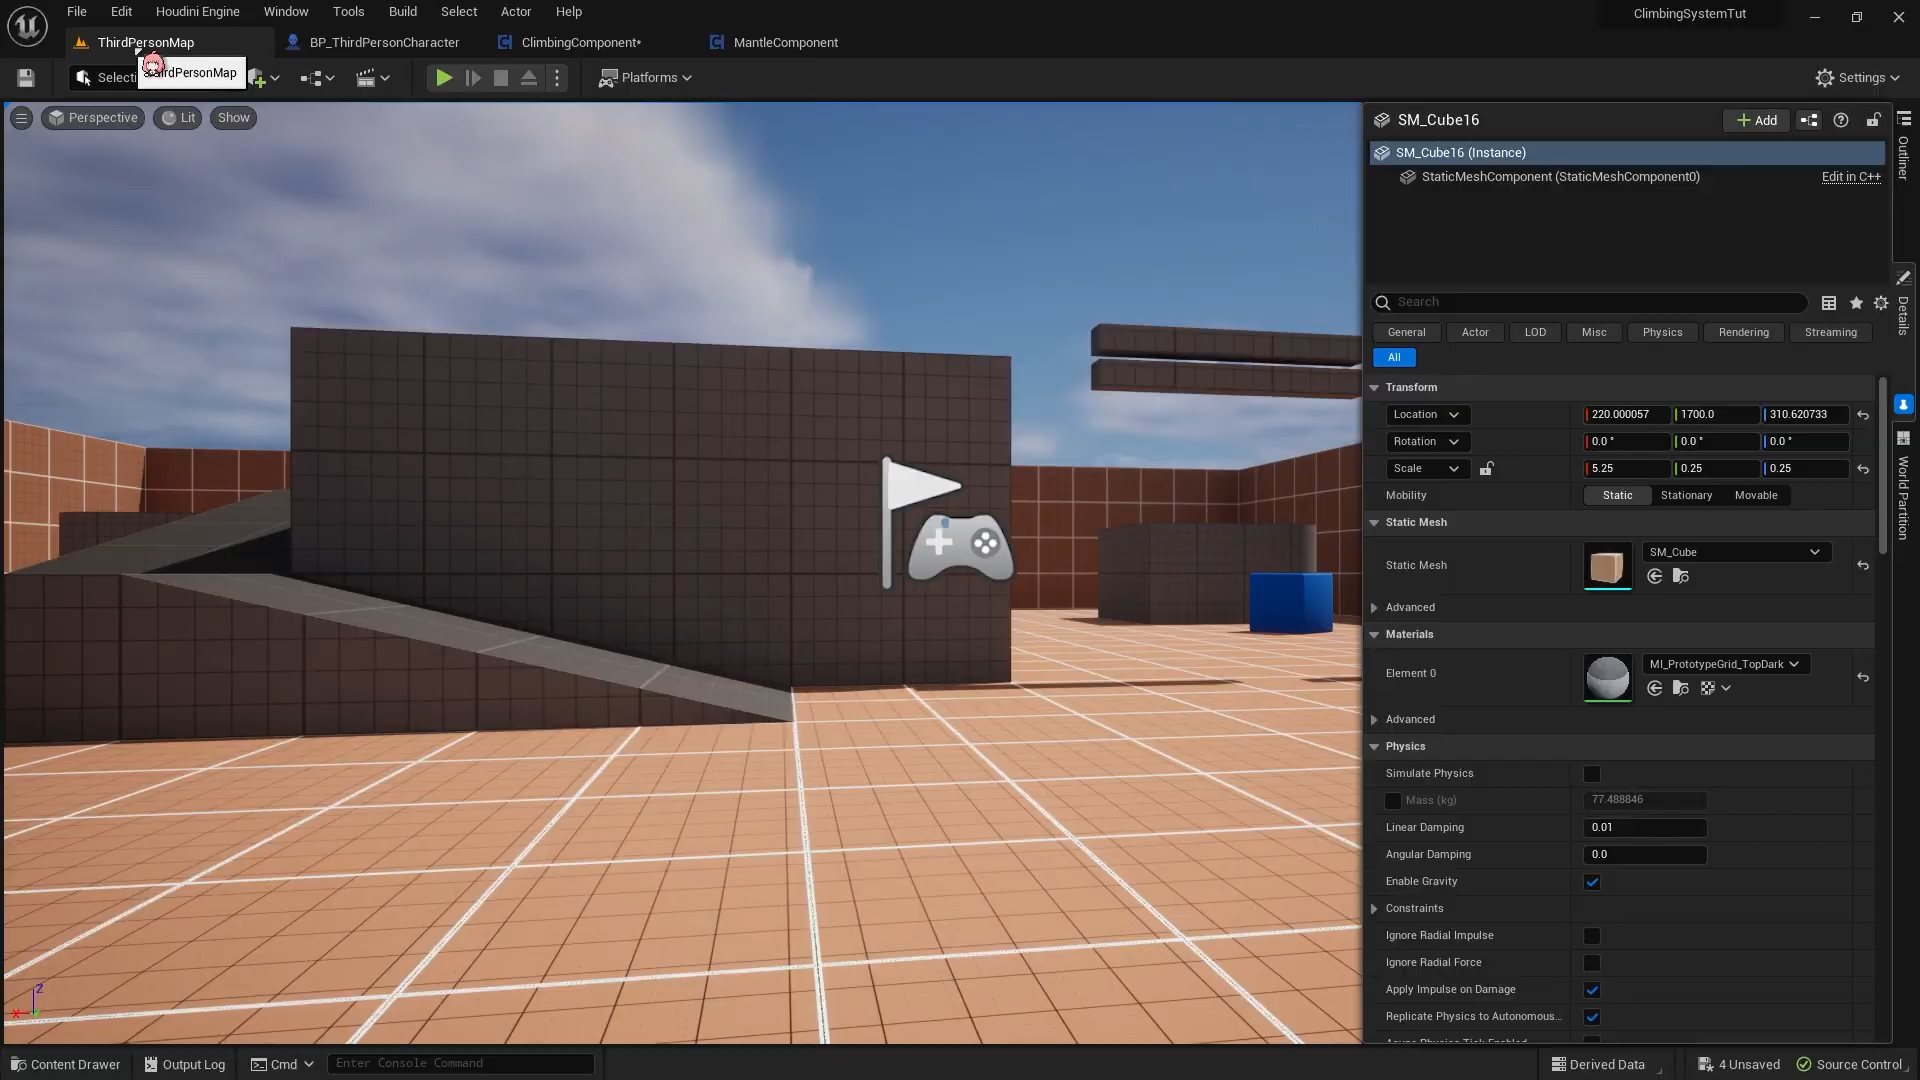 File Edit Houdini Engine Window Tools Build Select Actor Help
ClimbingSystemTut
ThirdPersonMap BP_ThirdPersonCharacter ClimbingComponent* MantleComponent
Selecti
Platforms
Settings
Perspective Lit Show
SM_Cube16
Add
SM_Cube16 (Instance)
StaticMeshComponent (StaticMeshComponent0) Edit in C++
Outliner
Details
World Partition
Search
General Actor LOD Misc Physics Rendering Streaming
All
Transform
Location 220.000057 1700.0 310.620733
Rotation 0.0 ° 0.0 ° 0.0 °
Scale 5.25 0.25 0.25
Mobility Static Stationary Movable
Static Mesh
Static Mesh SM_Cube
Advanced
Materials
Element 0 MI_PrototypeGrid_TopDark
Advanced
Physics
Simulate Physics
Mass (kg) 77.488846
Linear Damping 0.01
Angular Damping 0.0
Enable Gravity
Constraints
Ignore Radial Impulse
Ignore Radial Force
Apply Impulse on Damage
Replicate Physics to Autonomous...
Z
X
Content Drawer Output Log Cmd Enter Console Command
Derived Data 4 Unsaved Source Control